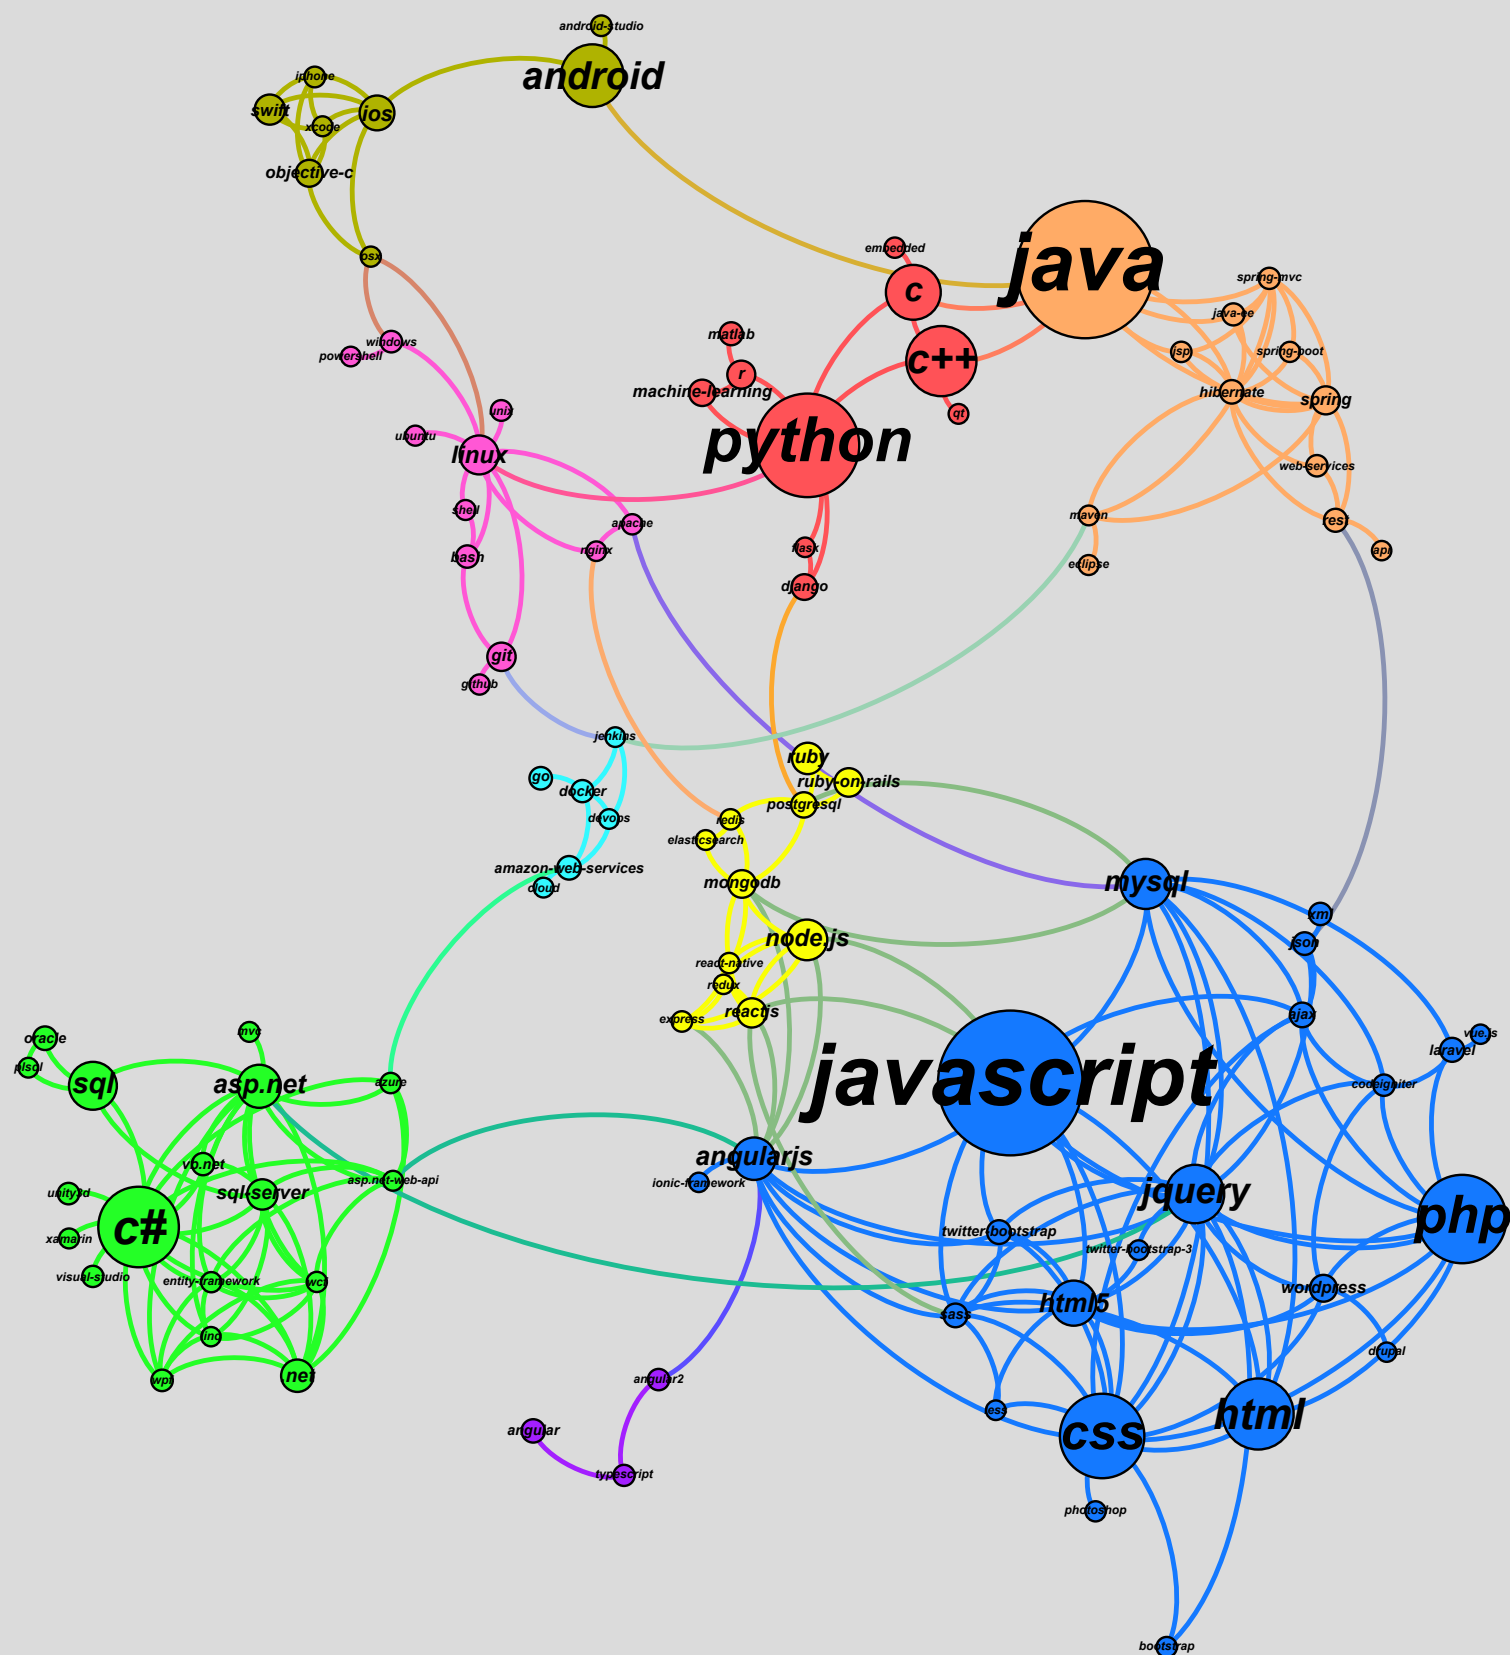 android-studio
android
iphone
swift
ios
xcode
objective-c
osx
embedded
java
c
spring-mvc
java-ee
windows
powershell
matlab
jsp
spring-boot
c++
r
machine-learning
hibernate
spring
unix
qt
ubuntu
python
linux
web-services
shell
apache
maven
rest
bash
nginx
flask
api
eclipse
django
git
github
jenkins
ruby
go
ruby-on-rails
docker
postgresql
devops
redis
elasticsearch
amazon-web-services
cloud
mongodb
mysql
xml
node.js
json
react-native
redux
reactjs
express
ajax
mvc
oracle
vue.js
laravel
plsql
sql
asp.net
azure
javascript
codeigniter
angularjs
vb.net
asp.net-web-api
ionic-framework
unity3d
sql-server
jquery
php
c#
xamarin
twitter-bootstrap
twitter-bootstrap-3
visual-studio
entity-framework
wcf
wordpress
html5
sass
linq
drupal
wpf
.net
angular2
less
html
angular
css
typescript
photoshop
bootstrap